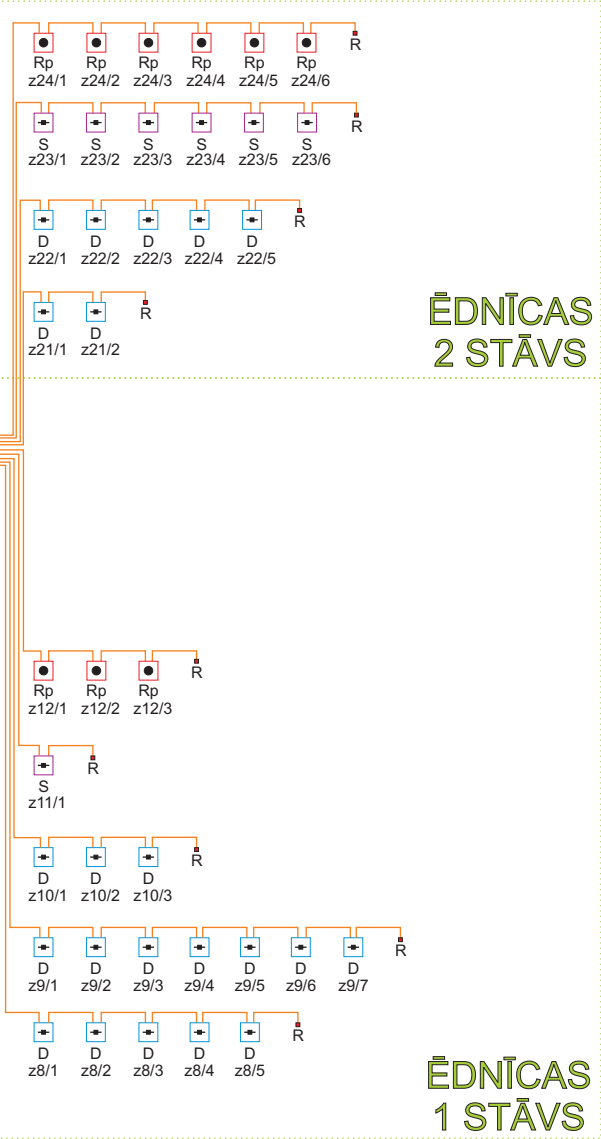 R
Rp Rp Rp Rp Rp Rp
z24/1 z24/2 z24/3 z24/4 z24/5 z24/6
R
S S S S S S
z23/1 z23/2 z23/3 z23/4 z23/5 z23/6
R
D D D D D
z22/1 z22/2 z22/3 z22/4 z22/5
R
D D
z21/1 z21/2
ĒDNĪCAS
2 STĀVS
R
Rp Rp Rp
z12/1 z12/2 z12/3
R
S
z11/1
R
D D D
z10/1 z10/2 z10/3
R
D D D D D D D
z9/1 z9/2 z9/3 z9/4 z9/5 z9/6 z9/7
R
D D D D D
z8/1 z8/2 z8/3 z8/4 z8/5
ĒDNĪCAS
1 STĀVS